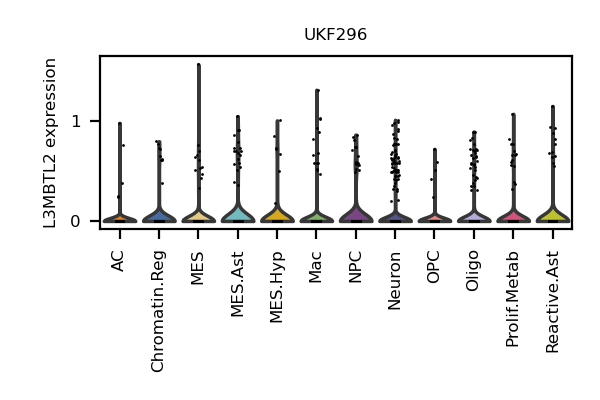 UKF296
L3MBTL2 expression
1
0
AC
Chromatin.Reg
MES
MES.Ast
MES.Hyp
Mac
NPC
Neuron
OPC
Oligo
Prolif.Metab
Reactive.Ast